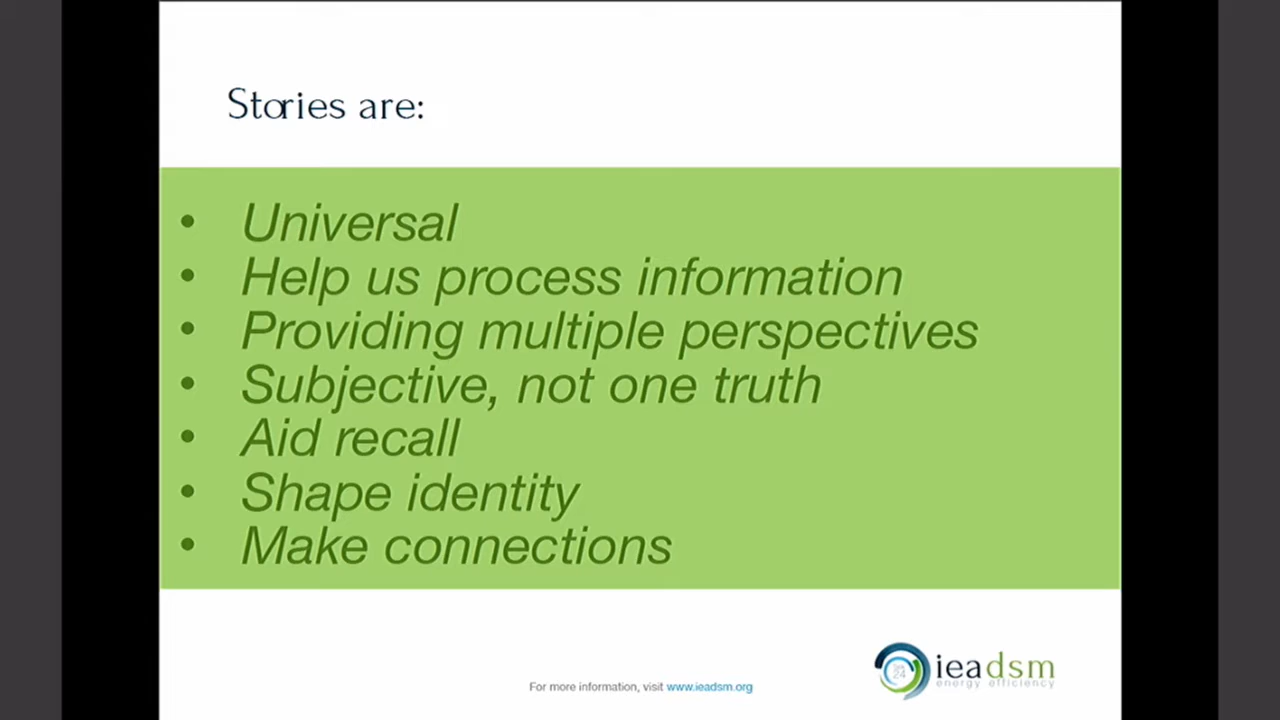 Stories are:
• Universal
• Help us process information
• Providing multiple perspectives
• Subjective, not one truth
• Aid recall
• Shape identity
• Make connections
For more information, visit www.ieadsm.org
24
ieadsm
energy efficiency